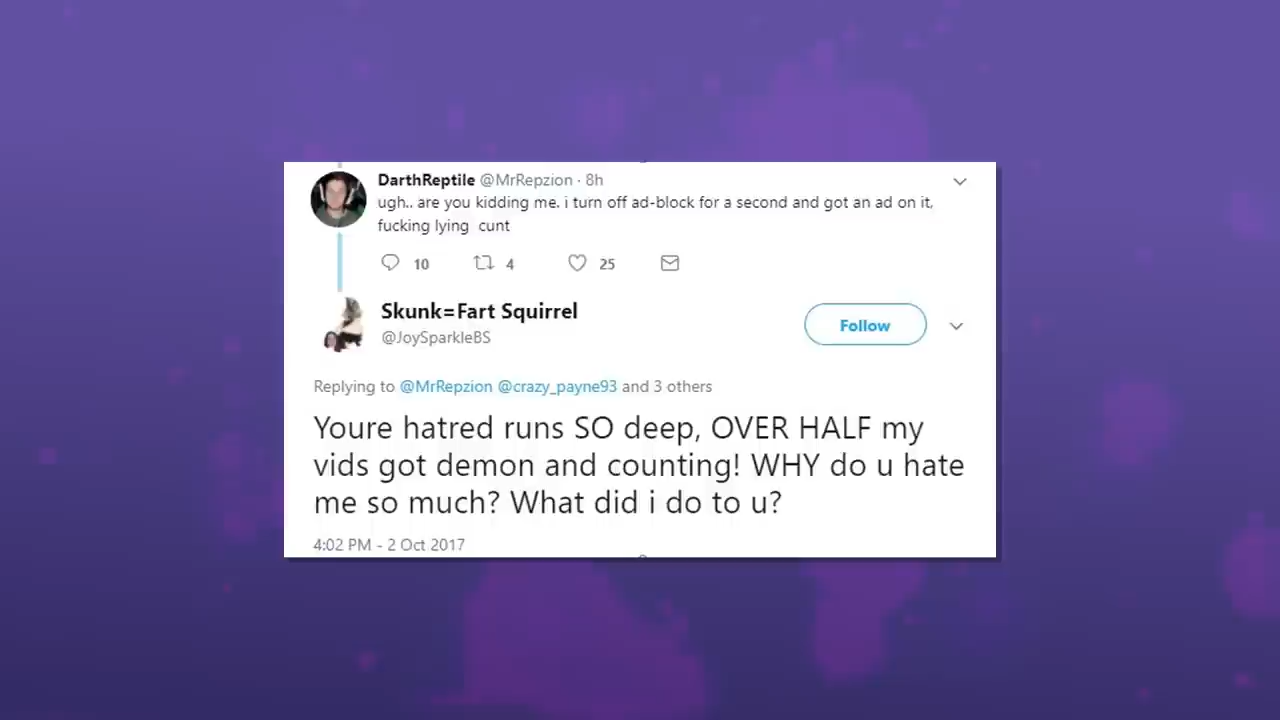 DarthReptile @MrRepzion · 8h
ugh.. are you kidding me. i turn off ad-block for a second and got an ad on it,
fucking lying cunt
10 4 25
Skunk=Fart Squirrel
@JoySparkleBS
Follow
Replying to @MrRepzion @crazy_payne93 and 3 others
Youre hatred runs SO deep, OVER HALF my
vids got demon and counting! WHY do u hate
me so much? What did i do to u?
4:02 PM - 2 Oct 2017